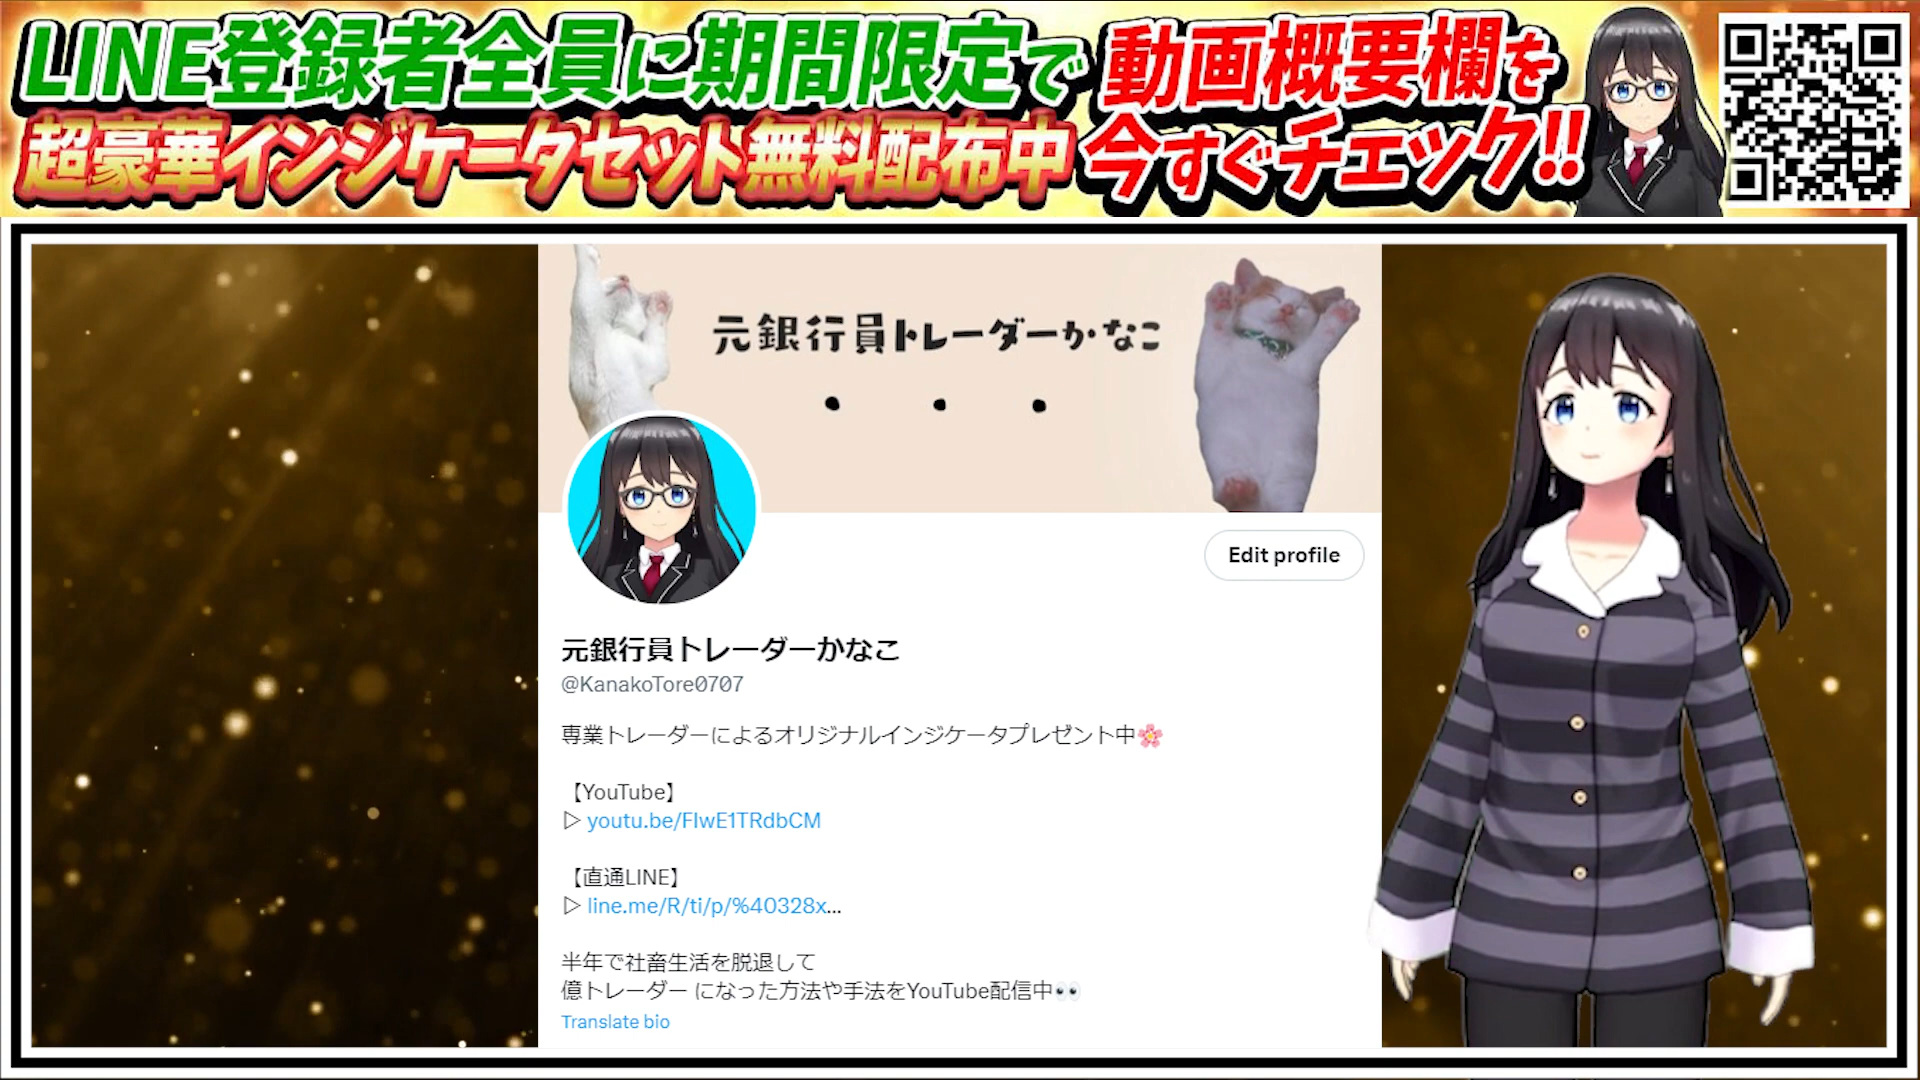 LINE登録者全員に期間限定で
超豪華インジケータセット無料配布中
動画概要欄を
今すぐチェック!!
元銀行員トレーダーかなこ
Edit profile
元銀行員トレーダーかなこ
@KanakoTore0707
専業トレーダーによるオリジナルインジケータプレゼント中🌸
【YouTube】
▷ youtu.be/FIwE1TRdbCM
【直通LINE】
▷ line.me/R/ti/p/%40328x...
半年で社畜生活を脱退して
億トレーダー になった方法や手法をYouTube配信中👀
Translate bio